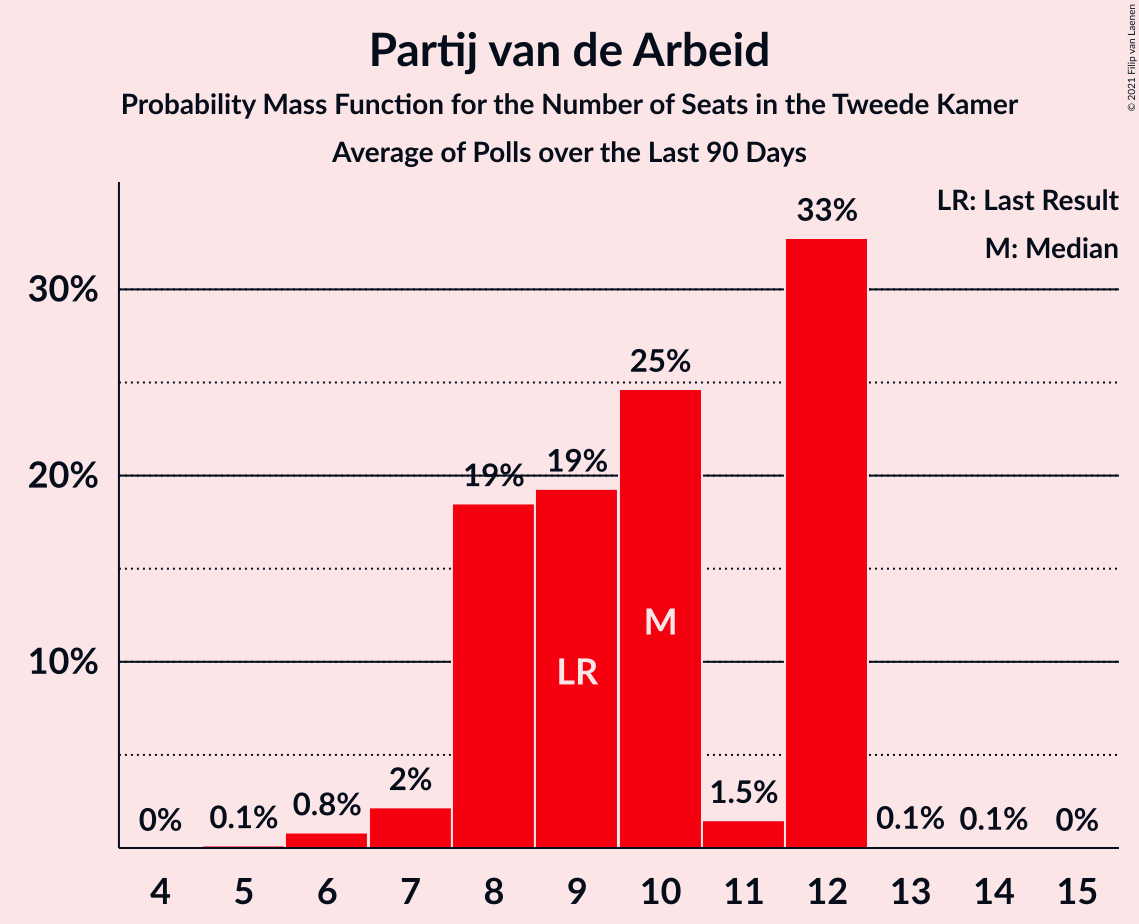 Partij van de Arbeid
Probability Mass Function for the Number of Seats in the Tweede Kamer
Average of Polls over the Last 90 Days
© 2021 Filip van Laenen
LR: Last Result
M: Median
30%
20%
10%
0%
0.1%
0.8%
2%
19%
19%
25%
1.5%
33%
0.1%
0.1%
0%
LR
M
4 5 6 7 8 9 10 11 12 13 14 15